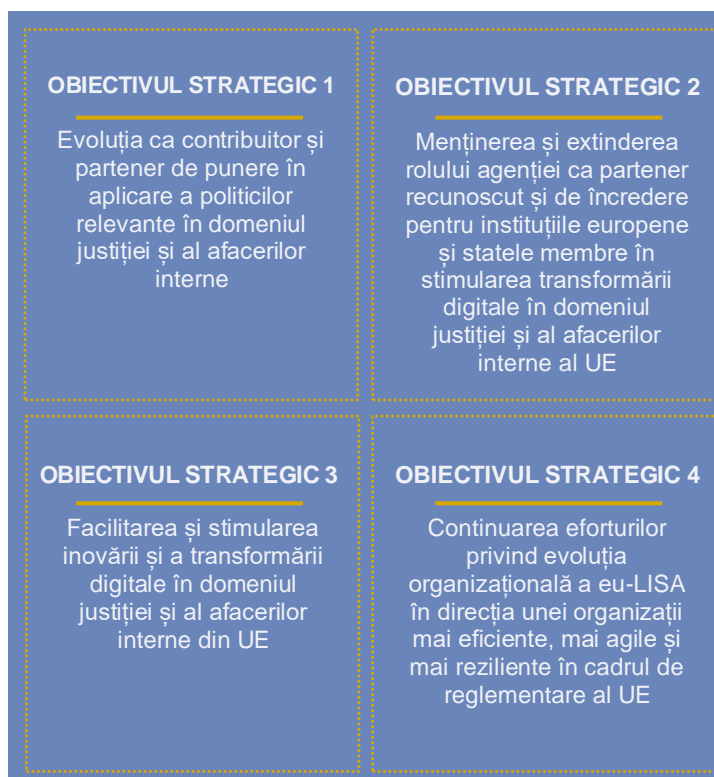 OBIECTIVUL STRATEGIC 1
Evoluția ca contribuitor și
partener de punere în
aplicare a politicilor
relevante în domeniul
justiției și al afacerilor
interne
OBIECTIVUL STRATEGIC 2
Menținerea și extinderea
rolului agenției ca partener
recunoscut și de încredere
pentru instituțiile europene
și statele membre în
stimularea transformării
digitale în domeniul
justiției și al afacerilor
interne al UE
OBIECTIVUL STRATEGIC 3
Facilitarea și stimularea
inovării și a transformării
digitale în domeniul
justiției și al afacerilor
interne din UE
OBIECTIVUL STRATEGIC 4
Continuarea eforturilor
privind evoluția
organizațională a eu-LISA
în direcția unei organizații
mai eficiente, mai agile și
mai reziliente în cadrul de
reglementare al UE